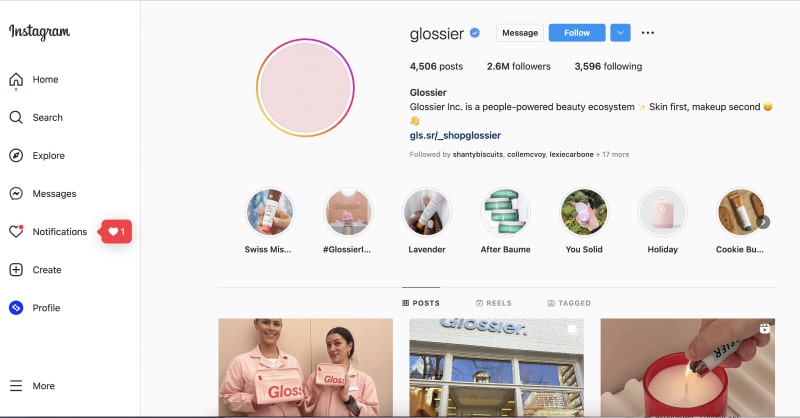 Instagram
Home
Search
Explore
Messages
Notifications
1
Create
Profile
More
glossier
Message
Follow
4,506 posts
2.6M followers
3,596 following
Glossier
Glossier Inc. is a people-powered beauty ecosystem ✨ Skin first, makeup second 😛
👋
gls.sr/_shopglossier
Followed by shantybiscuits, collemcvoy, lexiecarbone + 17 more
Swiss Mis...
#GlossierI...
Lavender
After Baume
You Solid
Holiday
Cookie Bu...
POSTS
REELS
TAGGED
Glossier.